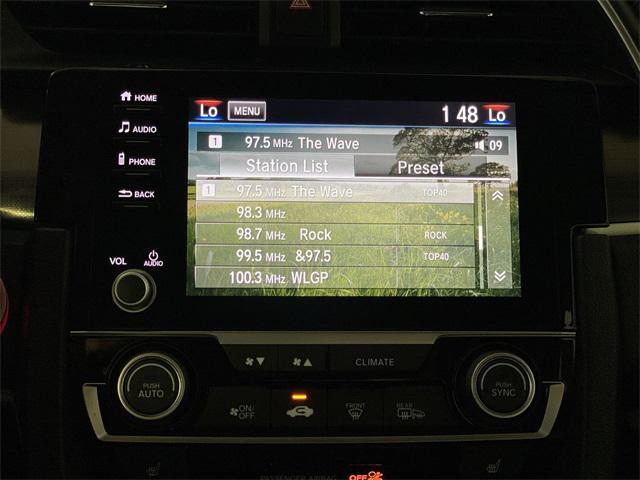 HOME
Lo MENU 1 48 Lo
AUDIO
1 97.5 MHz The Wave 09
PHONE
Station List Preset
BACK
1 97.5 MHz The Wave TOP40
98.3 MHz
98.7 MHz Rock ROCK
VOL AUDIO
99.5 MHz &97.5 TOP40
100.3 MHz WLGP
CLIMATE
PUSH AUTO
PUSH SYNC
ON/OFF
FRONT
REAR
PASSENGER AIRBAG OFF